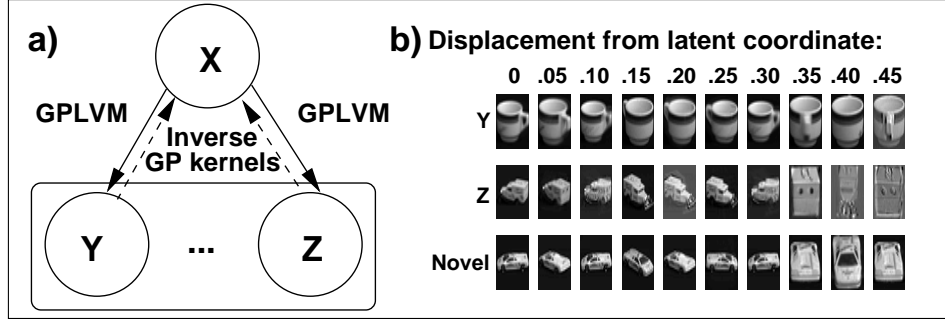 a)
X
GPLVM
GPLVM
Inverse
GP kernels
Y
...
Z
b) Displacement from latent coordinate:
0 .05 .10 .15 .20 .25 .30 .35 .40 .45
Y
Z
Novel